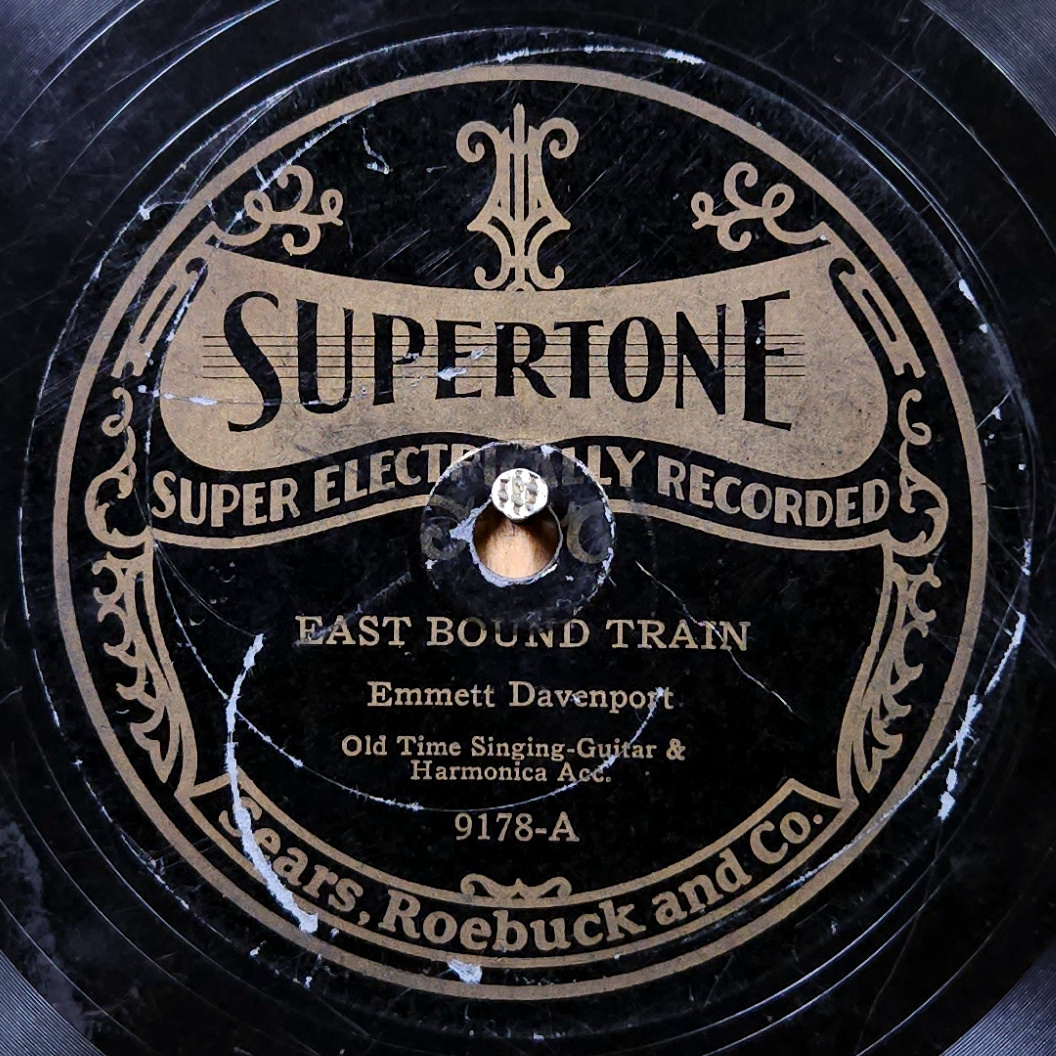 SUPERTONE
SUPER ELECTRICALLY RECORDED
EAST BOUND TRAIN
Emmett Davenport
Old Time Singing-Guitar &
Harmonica Acc.
9178-A
Sears, Roebuck and Co.